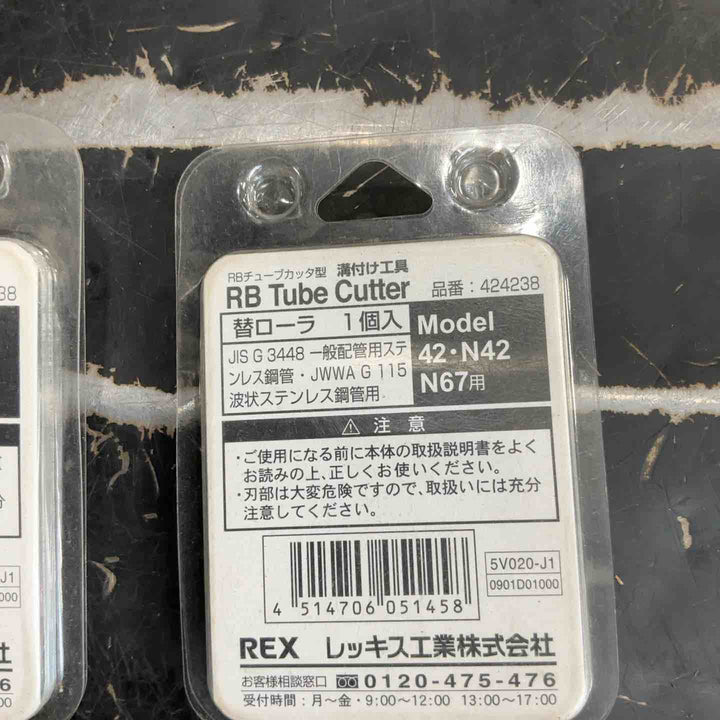 RBチューブカッタ型 溝付け工具
RB Tube Cutter 品番：424238
替ローラ 1個入
Model
42・N42
N67用
JIS G 3448 一般配管用ステ
ンレス鋼管・JWWA G 115
波状ステンレス鋼管用
⚠ 注意
・ご使用になる前に本体の取扱説明書をよく
お読みの上、正しくお使いください。
・刃部は大変危険ですので、取扱いには充分
注意してください。
5V020-J1
0901D01000
4 514706 051458
REX レッキス工業株式会社
お客様相談窓口 0120-475-476
受付時間：月〜金・9:00〜12:00 13:00〜17:00
38
く
分
-J1
000
社
6
00